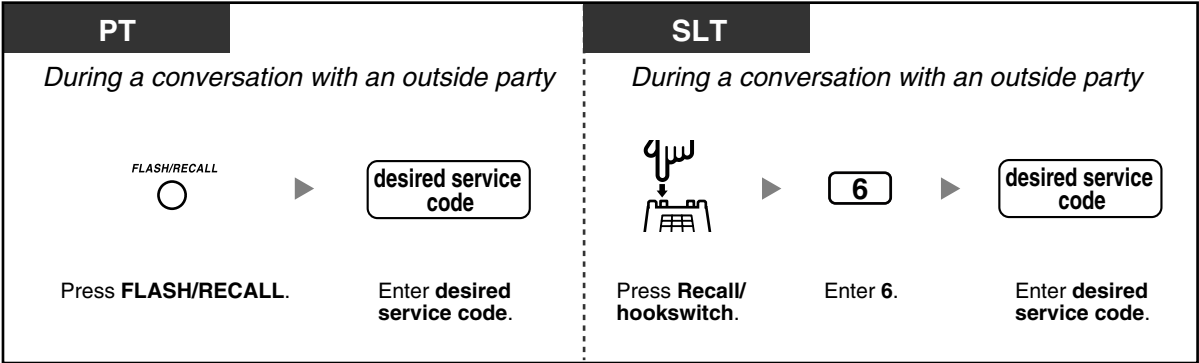 PT
During a conversation with an outside party
FLASH/RECALL
desired service
code
Press FLASH/RECALL.
Enter desired
service code.
SLT
During a conversation with an outside party
6
desired service
code
Press Recall/
hookswitch.
Enter 6.
Enter desired
service code.